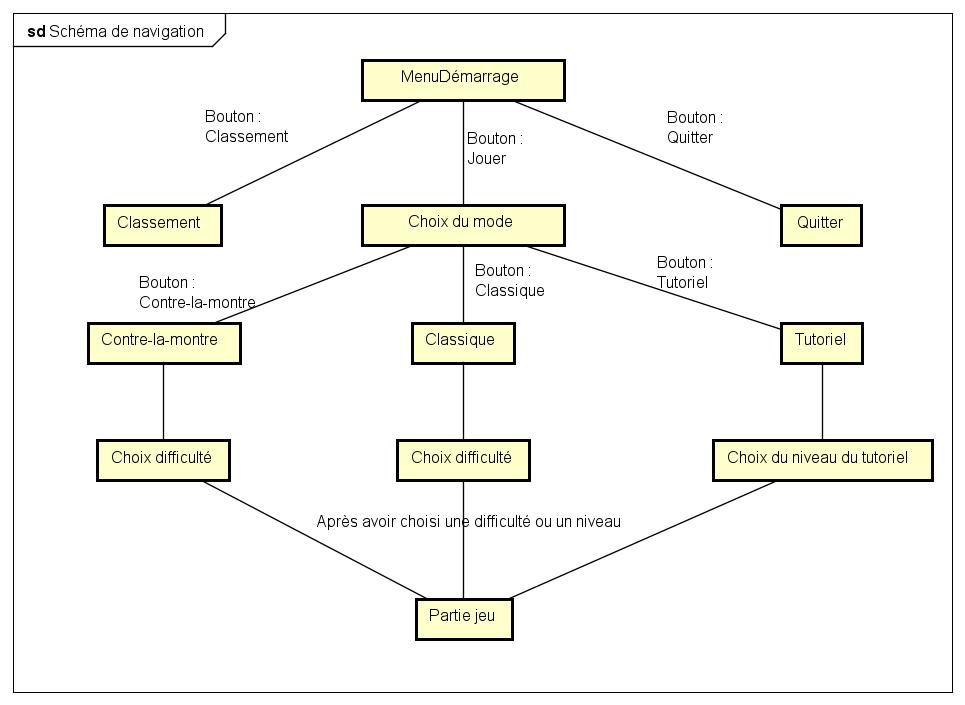 sd Schéma de navigation
MenuDémarrage
Bouton :
Classement
Bouton :
Jouer
Bouton :
Quitter
Classement
Choix du mode
Quitter
Bouton :
Contre-la-montre
Bouton :
Classique
Bouton :
Tutoriel
Contre-la-montre
Classique
Tutoriel
Choix difficulté
Choix difficulté
Choix du niveau du tutoriel
Après avoir choisi une difficulté ou un niveau
Partie jeu